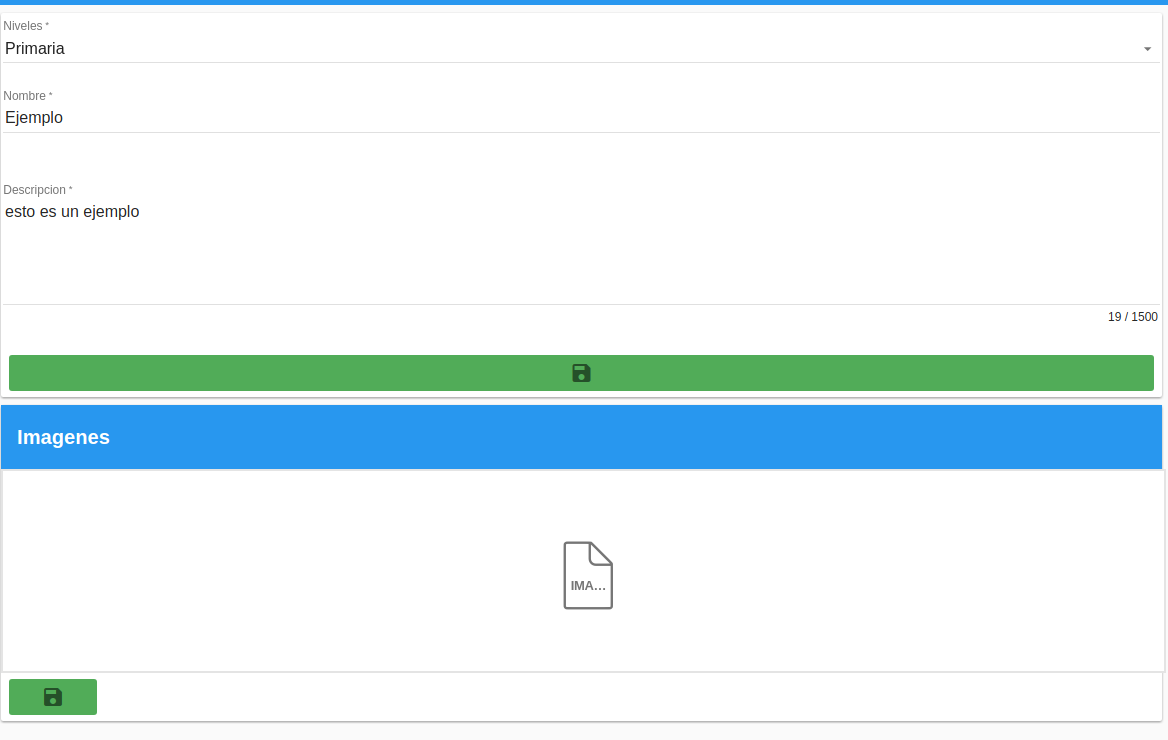 Niveles *
Primaria
Nombre *
Ejemplo
Descripcion *
esto es un ejemplo
19 / 1500
Imagenes
IMA...